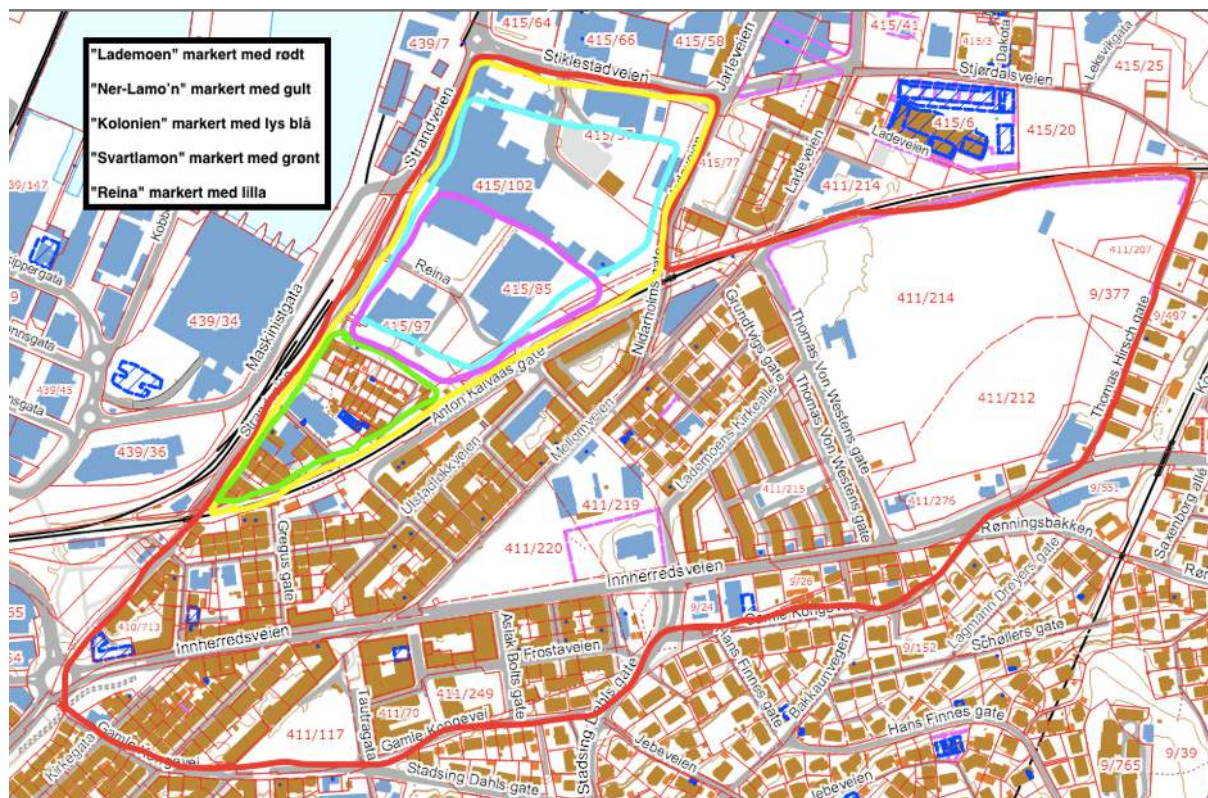 "Lademoen" markert med rødt
"Ner-Lamo'n" markert med gult
"Kolonien" markert med lys blå
"Svartlamon" markert med grønt
"Reina" markert med lilla
415/64
439/7
415/66
415/58
415/41
415/3
Dakota
Leksvikgata
415/25
Stiklestadveien
Jarleveien
Stjørdalsveien
Strandveien
415/6
415/20
Ladeveien
Ladeveien
415/77
411/214
415/102
439/147
Reina
415/85
415/97
411/207
9/377
9/497
411/214
439/34
Maskinistgata
Nidarholms gate
Grundtvigs gate
Thomas Von Westens gate
Thomas Von Westens gate
Thomas Hirsch gate
411/212
439/45
439/36
Anton Kalvaas gate
Mellomveien
Ulstadløkkveien
Lademoens Kirkeallé
411/215
411/219
411/276
9/551
Saxenborg allé
Rønningsbakken
Gregus gate
411/220
Innherredsveien
9/26
9/24
410/713
Innherredsveien
Aslak Bolts gate
Frostaveien
Hans Finnes gate
Bakkaunvegen
9/152
Lagmann Dreyers gate
Schøllers gate
411/249
411/70
Tautragata
411/117
Gamle Kongevei
Kirkegata
Stadsing Dahls gate
Stadsing Dahls gate
Jebeveien
Jebeveien
Hans Finnes gate
9/765
9/39